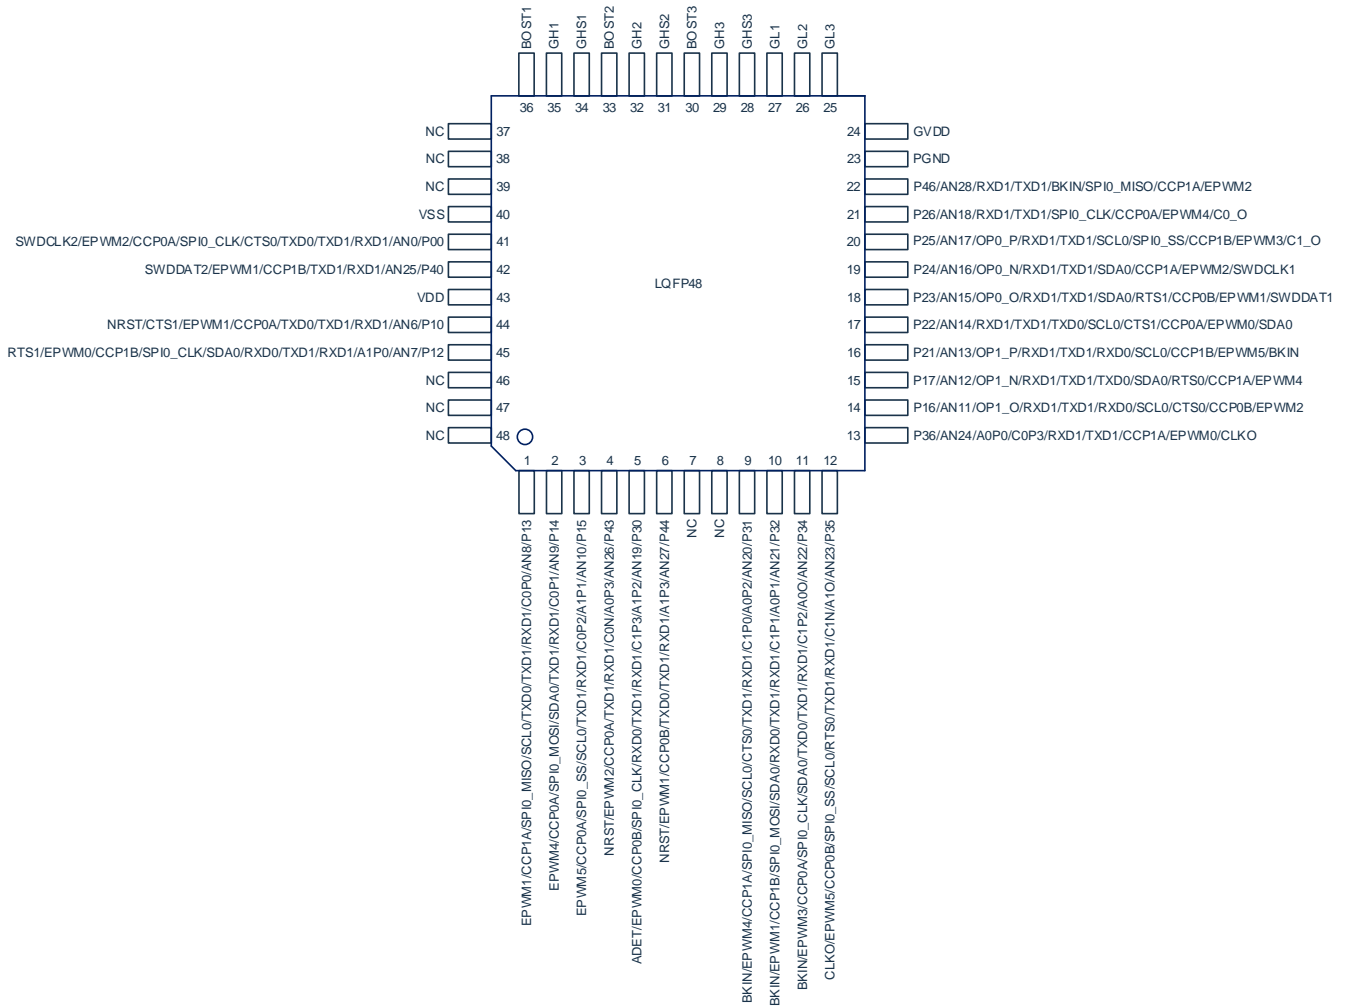 BOST1
GH1
GHS1
BOST2
GH2
GHS2
BOST3
GH3
GHS3
GL1
GL2
GL3
36 35 34 33 32 31 30 29 28 27 26 25
NC 37
NC 38
NC 39
VSS 40
SWDCLK2/EPWM2/CCP0A/SPI0_CLK/CTS0/TXD0/TXD1/RXD1/AN0/P00 41
SWDDAT2/EPWM1/CCP1B/TXD1/RXD1/AN25/P40 42
VDD 43
NRST/CTS1/EPWM1/CCP0A/TXD0/TXD1/RXD1/AN6/P10 44
RTS1/EPWM0/CCP1B/SPI0_CLK/SDA0/RXD0/TXD1/RXD1/A1P0/AN7/P12 45
NC 46
NC 47
NC 48
LQFP48
24 GVDD
23 PGND
22 P46/AN28/RXD1/TXD1/BKIN/SPI0_MISO/CCP1A/EPWM2
21 P26/AN18/RXD1/TXD1/SPI0_CLK/CCP0A/EPWM4/C0_O
20 P25/AN17/OP0_P/RXD1/TXD1/SCL0/SPI0_SS/CCP1B/EPWM3/C1_O
19 P24/AN16/OP0_N/RXD1/TXD1/SDA0/CCP1A/EPWM2/SWDCLK1
18 P23/AN15/OP0_O/RXD1/TXD1/SDA0/RTS1/CCP0B/EPWM1/SWDDAT1
17 P22/AN14/RXD1/TXD1/TXD0/SCL0/CTS1/CCP0A/EPWM0/SDA0
16 P21/AN13/OP1_P/RXD1/TXD1/RXD0/SCL0/CCP1B/EPWM5/BKIN
15 P17/AN12/OP1_N/RXD1/TXD1/TXD0/SDA0/RTS0/CCP1A/EPWM4
14 P16/AN11/OP1_O/RXD1/TXD1/RXD0/SCL0/CTS0/CCP0B/EPWM2
13 P36/AN24/A0P0/C0P3/RXD1/TXD1/CCP1A/EPWM0/CLKO
1 2 3 4 5 6 7 8 9 10 11 12
EPWM1/CCP1A/SPI0_MISO/SCL0/TXD0/TXD1/RXD1/C0P0/AN8/P13
EPWM4/CCP0A/SPI0_MOSI/SDA0/TXD1/RXD1/C0P1/AN9/P14
EPWM5/CCP0A/SPI0_SS/SCL0/TXD1/RXD1/C0P2/A1P1/AN10/P15
NRST/EPWM2/CCP0A/TXD1/RXD1/C0N/A0P3/AN26/P43
ADET/EPWM0/CCP0B/SPI0_CLK/RXD0/TXD1/RXD1/C1P3/A1P2/AN19/P30
NRST/EPWM1/CCP0B/TXD0/TXD1/RXD1/A1P3/AN27/P44
NC
NC
BKIN/EPWM4/CCP1A/SPI0_MISO/SCL0/CTS0/TXD1/RXD1/C1P0/A0P2/AN20/P31
BKIN/EPWM1/CCP1B/SPI0_MOSI/SDA0/RXD0/TXD1/RXD1/C1P1/A0P1/AN21/P32
BKIN/EPWM3/CCP0A/SPI0_CLK/SDA0/TXD0/TXD1/RXD1/C1P2/A0O/AN22/P34
CLKO/EPWM5/CCP0B/SPI0_SS/SCL0/RTS0/TXD1/RXD1/C1N/A1O/AN23/P35